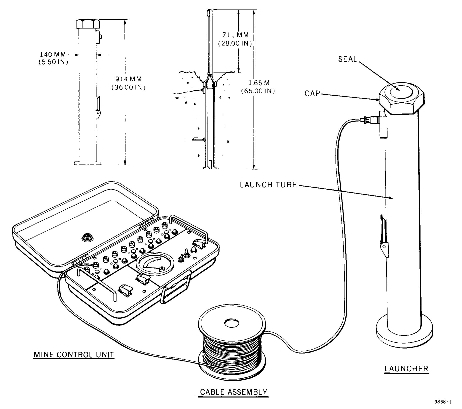 140 MM
(5.50 IN)
914 MM
(36.00 IN)
711 MM
(28.00 IN)
1.65 M
(65.00 IN)
SEAL
CAP
LAUNCH TUBE
MINE CONTROL UNIT
CABLE ASSEMBLY
LAUNCHER